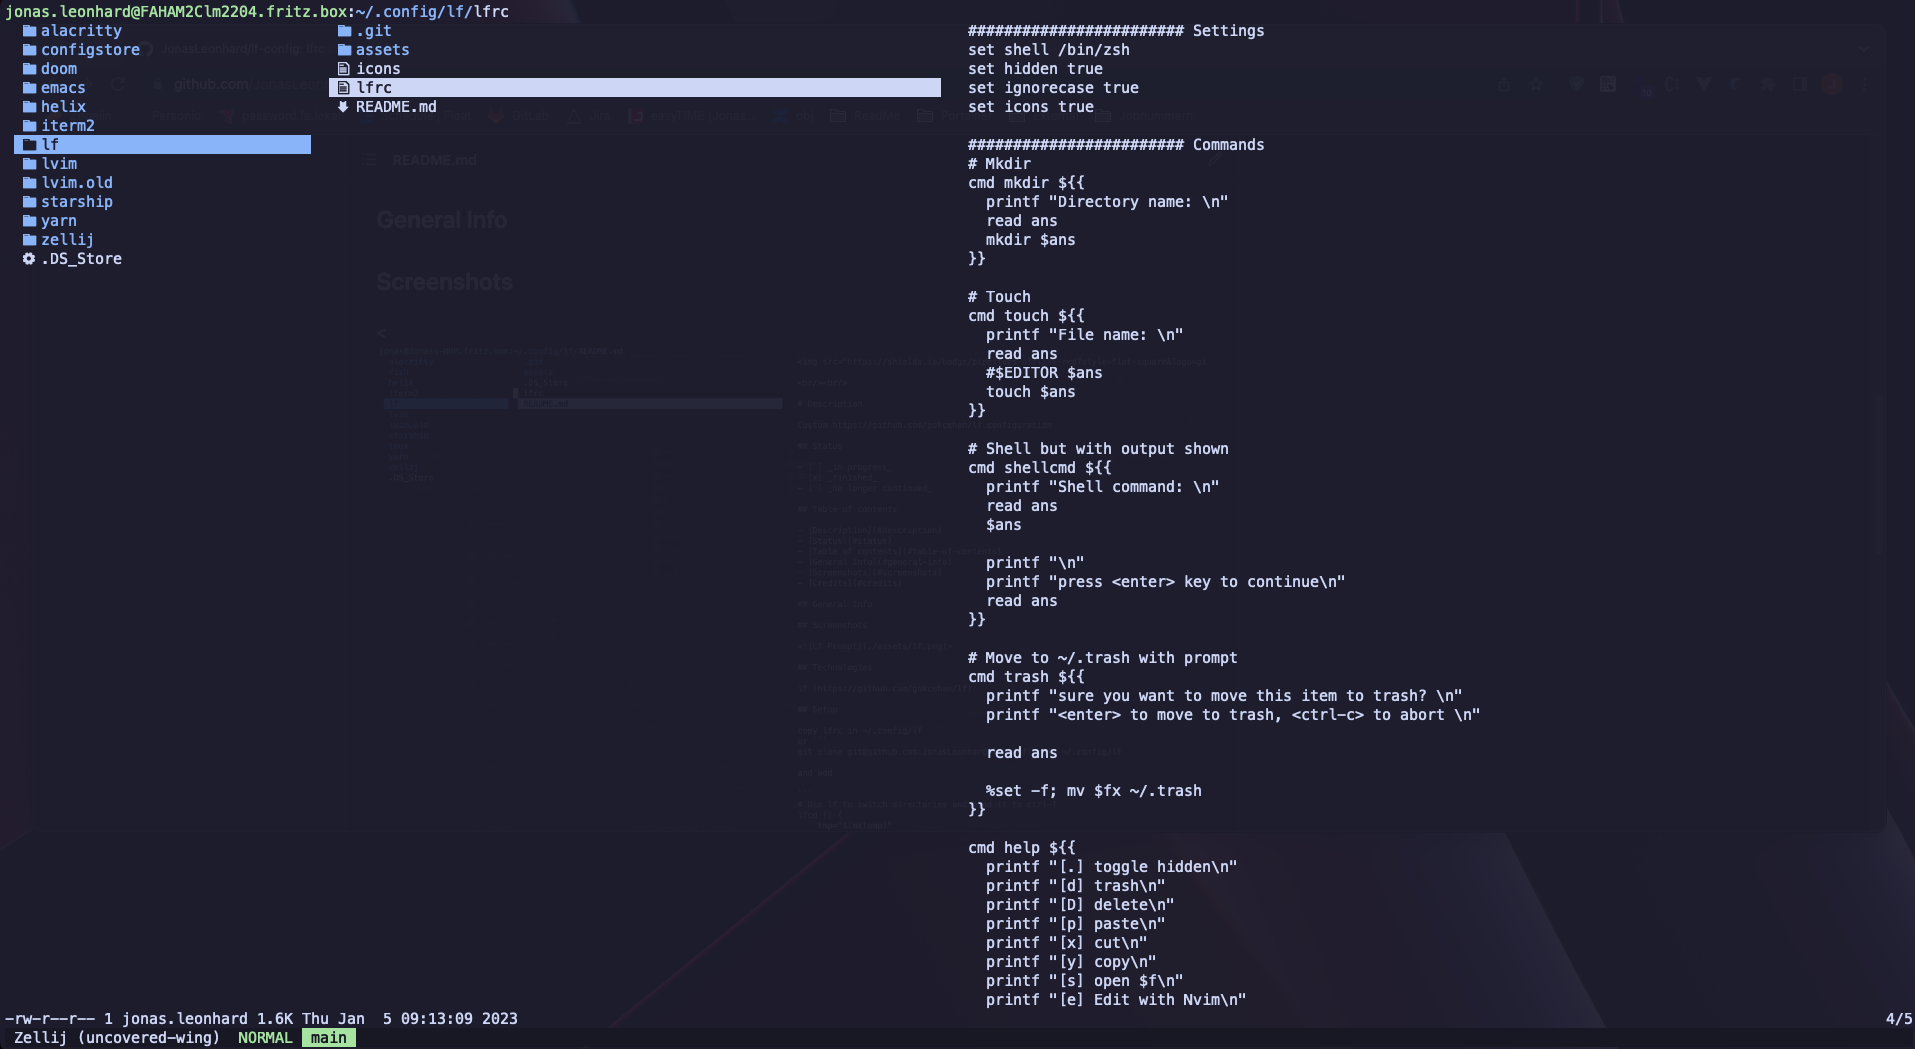 jonas.leonhard@FAHAM2Clm2204.fritz.box:~/.config/lf/lfrc
alacritty
configstore
doom
emacs
helix
iterm2
lf
lvim
lvim.old
starship
yarn
zellij
.DS_Store
.git
assets
icons
lfrc
README.md
######################## Settings
set shell /bin/zsh
set hidden true
set ignorecase true
set icons true
######################## Commands
# Mkdir
cmd mkdir ${{
printf "Directory name: \n"
read ans
mkdir $ans
}}
# Touch
cmd touch ${{
printf "File name: \n"
read ans
#$EDITOR $ans
touch $ans
}}
# Shell but with output shown
cmd shellcmd ${{
printf "Shell command: \n"
read ans
$ans
printf "\n"
printf "press <enter> key to continue\n"
read ans
}}
# Move to ~/.trash with prompt
cmd trash ${{
printf "sure you want to move this item to trash? \n"
printf "<enter> to move to trash, <ctrl-c> to abort \n"
read ans
%set -f; mv $fx ~/.trash
}}
cmd help ${{
printf "[.] toggle hidden\n"
printf "[d] trash\n"
printf "[D] delete\n"
printf "[p] paste\n"
printf "[x] cut\n"
printf "[y] copy\n"
printf "[s] open $f\n"
printf "[e] Edit with Nvim\n"
README.md
General Info
Screenshots
-rw-r--r-- 1 jonas.leonhard 1.6K Thu Jan  5 09:13:09 2023
4/5
Zellij (uncovered-wing) NORMAL main